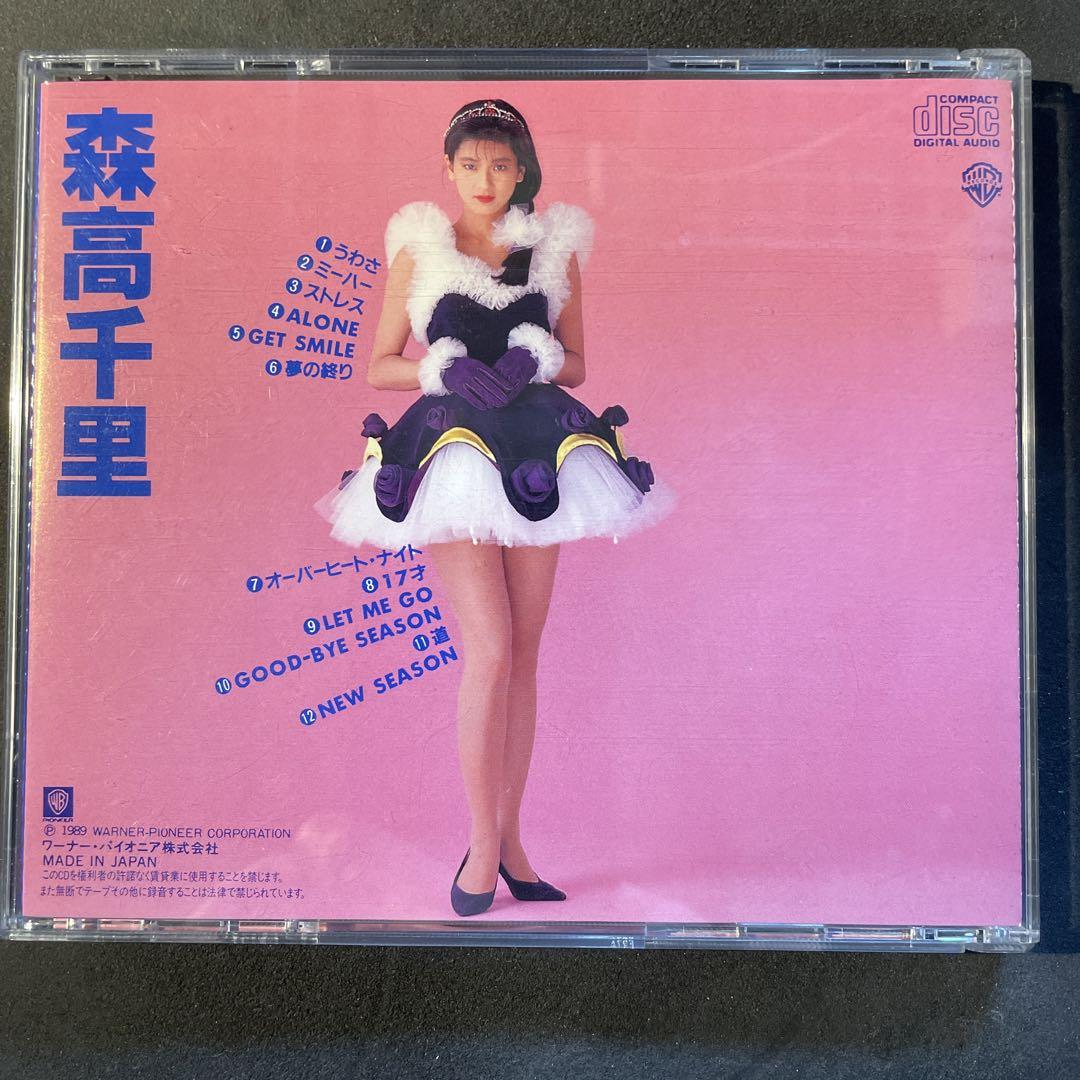 森高千里
COMPACT
disc
DIGITAL AUDIO
WB
RECORDS
1 うわさ
2 ミーハー
3 ストレス
4 ALONE
5 GET SMILE
6 夢の終り
7 オーバーヒート・ナイト
8 17才
9 LET ME GO
10 GOOD-BYE SEASON
11 道
12 NEW SEASON
WB
PIONEER
Ⓟ 1989 WARNER-PIONEER CORPORATION
ワーナー・パイオニア株式会社
MADE IN JAPAN
このCDを権利者の許諾なく賃貸業に使用することを禁じます。
また無断でテープその他に録音することは法律で禁じられています。